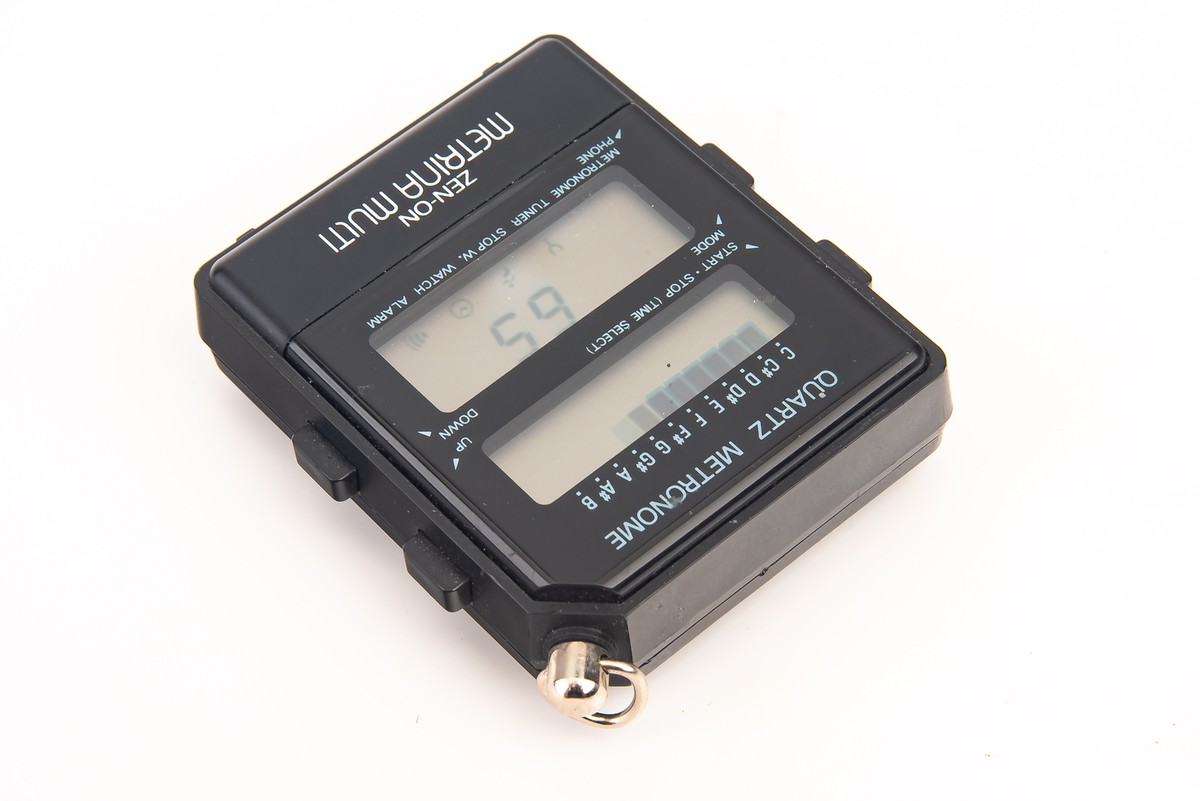 QUARTZ METRONOME
C C# D D# E F F# G G# A A# B
START · STOP (TIME SELECT)
UP
MODE
DOWN
METRONOME TUNER STOP W. WATCH ALARM
PHONE
ZEN-ON
METRINA MULTI